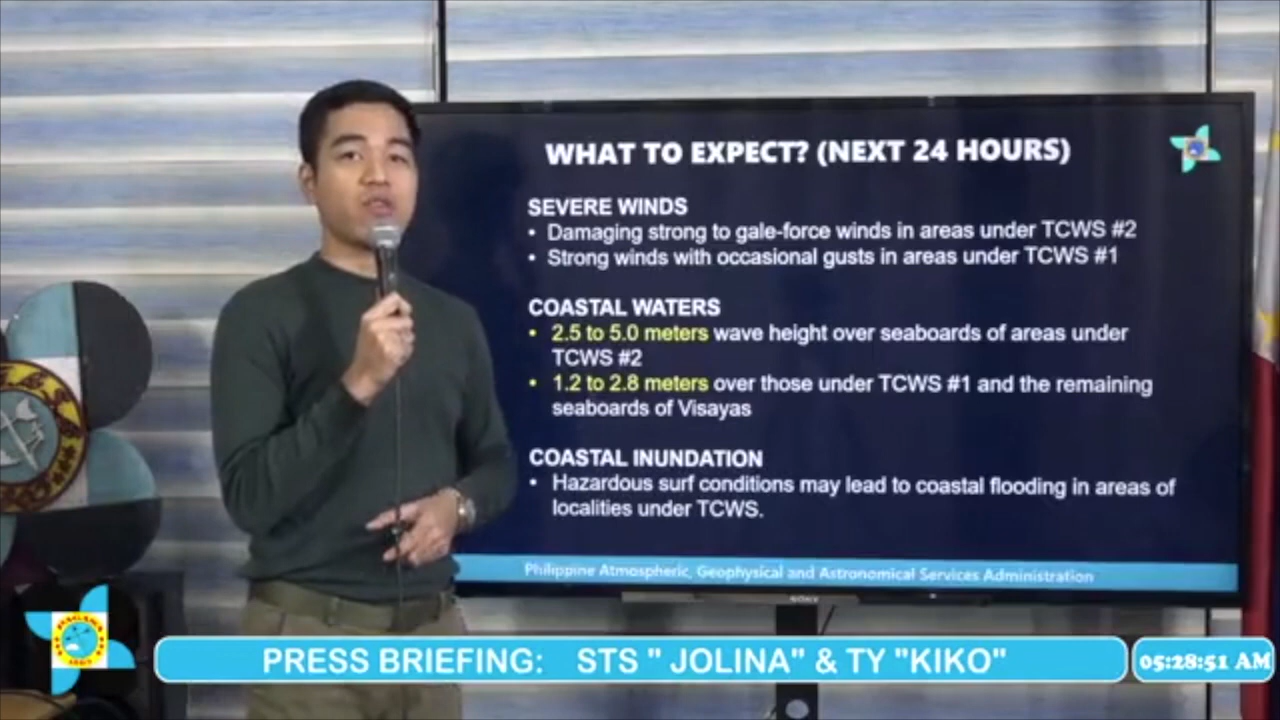 WHAT TO EXPECT? (NEXT 24 HOURS)
SEVERE WINDS
• Damaging strong to gale-force winds in areas under TCWS #2
• Strong winds with occasional gusts in areas under TCWS #1
COASTAL WATERS
• 2.5 to 5.0 meters wave height over seaboards of areas under
TCWS #2
• 1.2 to 2.8 meters over those under TCWS #1 and the remaining
seaboards of Visayas
COASTAL INUNDATION
• Hazardous surf conditions may lead to coastal flooding in areas of
localities under TCWS.
Philippine Atmospheric, Geophysical and Astronomical Services Administration
SONY
PRESS BRIEFING: STS " JOLINA" & TY "KIKO"
05:28:51 AM